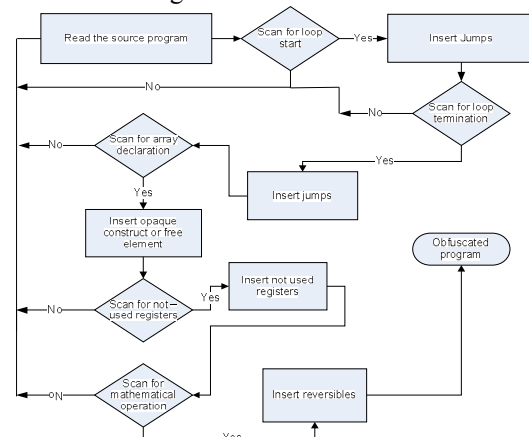 Read the source program
Scan for loop
start
Yes
Insert Jumps
No
Scan for loop
termination
No
Yes
Scan for array
declaration
No
Insert jumps
Yes
Insert opaque
construct or free
element
Obfuscated
program
Scan for not–
used registers
No
Yes
Insert not used
registers
Scan for
mathematical
operation
oN
Insert reversibles
Yes